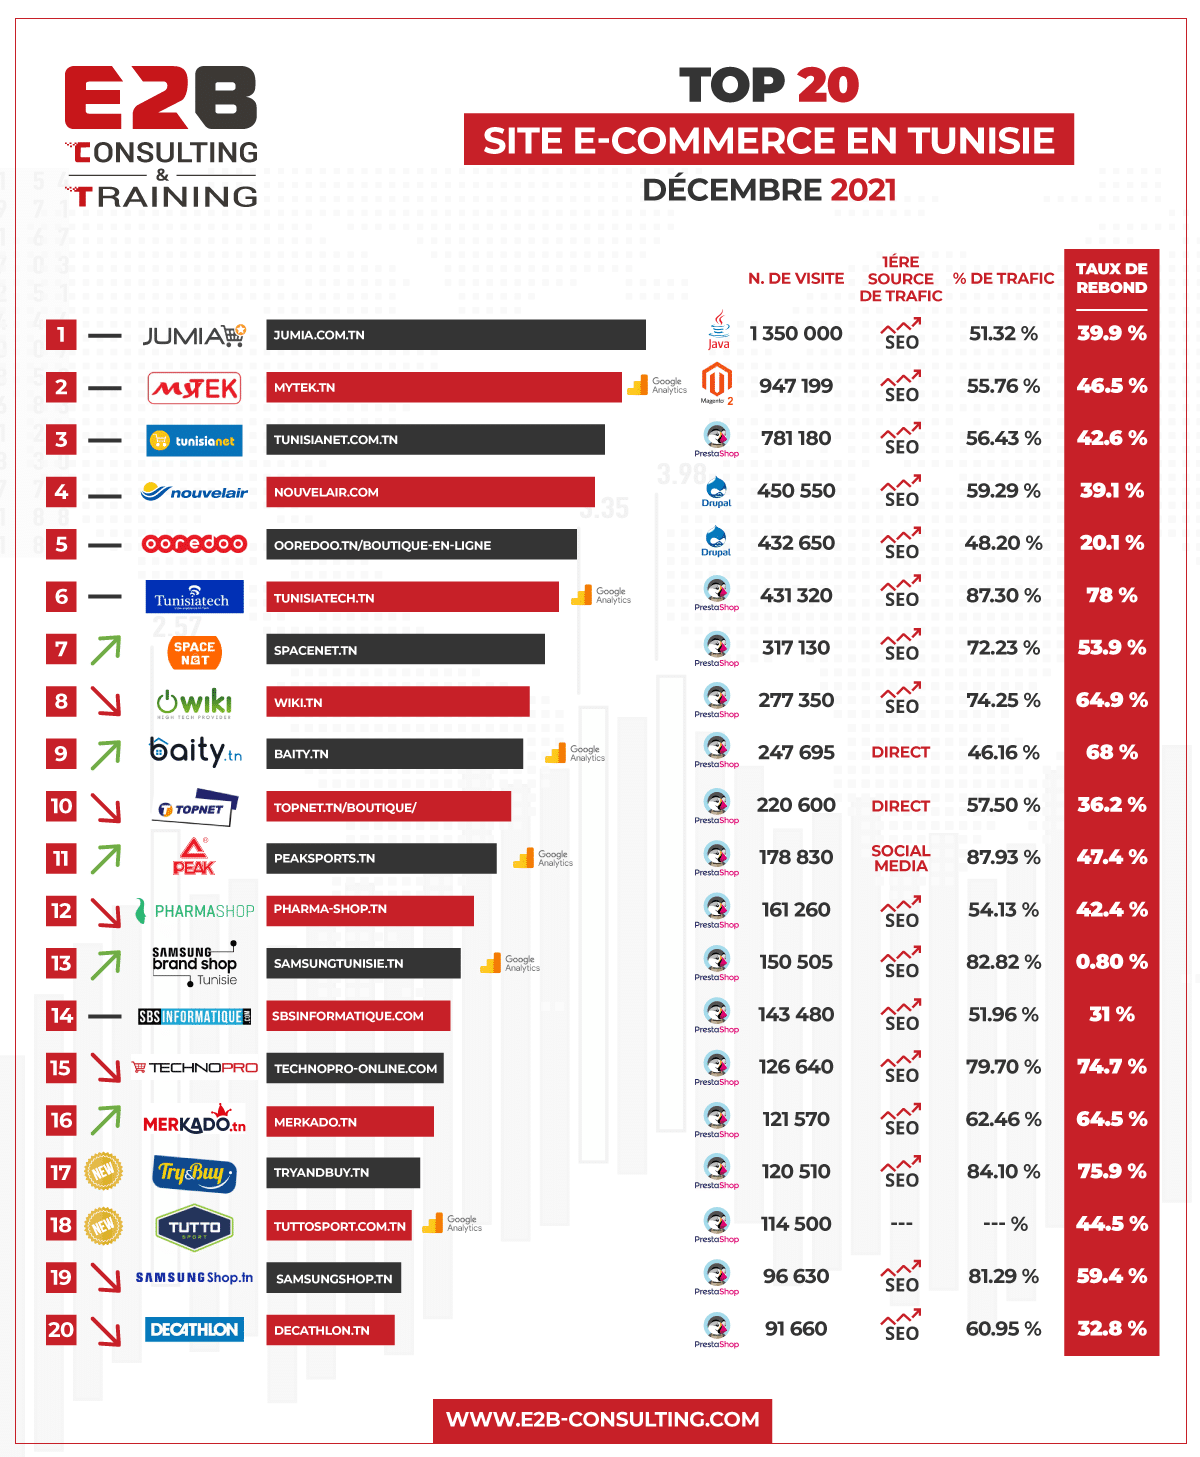 E2B
CONSULTING
&
TRAINING
TOP 20
SITE E-COMMERCE EN TUNISIE
DÉCEMBRE 2021
N. DE VISITE
1ÉRE SOURCE DE TRAFIC
% DE TRAFIC
TAUX DE REBOND
1 JUMIA JUMIA.COM.TN Java 1 350 000 SEO 51.32 % 39.9 %
2 MYTEK MYTEK.TN Google Analytics Magento 2 947 199 SEO 55.76 % 46.5 %
3 tunisianet TUNISIANET.COM.TN PrestaShop 781 180 SEO 56.43 % 42.6 %
3.98
4 nouvelair NOUVELAIR.COM Drupal 450 550 SEO 59.29 % 39.1 %
3.35
5 ooredoo OOREDOO.TN/BOUTIQUE-EN-LIGNE Drupal 432 650 SEO 48.20 % 20.1 %
6 Tunisiatech TUNISIATECH.TN Google Analytics PrestaShop 431 320 SEO 87.30 % 78 %
2.57
7 SPACE NET SPACENET.TN PrestaShop 317 130 SEO 72.23 % 53.9 %
8 wiki HIGH TECH PROVIDER WIKI.TN PrestaShop 277 350 SEO 74.25 % 64.9 %
9 baity.tn BAITY.TN Google Analytics PrestaShop 247 695 DIRECT 46.16 % 68 %
10 TOPNET TOPNET.TN/BOUTIQUE/ PrestaShop 220 600 DIRECT 57.50 % 36.2 %
11 PEAK ® PEAKSPORTS.TN Google Analytics PrestaShop 178 830 SOCIAL MEDIA 87.93 % 47.4 %
12 PHARMASHOP PHARMA-SHOP.TN PrestaShop 161 260 SEO 54.13 % 42.4 %
13 SAMSUNG brand shop Tunisie SAMSUNGTUNISIE.TN Google Analytics PrestaShop 150 505 SEO 82.82 % 0.80 %
14 SBS INFORMATIQUE .COM SBSINFORMATIQUE.COM PrestaShop 143 480 SEO 51.96 % 31 %
15 TECHNOPRO TECHNOPRO-ONLINE.COM PrestaShop 126 640 SEO 79.70 % 74.7 %
16 MERKADO.tn MERKADO.TN PrestaShop 121 570 SEO 62.46 % 64.5 %
17 NEW Try&Buy TRYANDBUY.TN PrestaShop 120 510 SEO 84.10 % 75.9 %
18 NEW TUTTO SPORT TUTTOSPORT.COM.TN Google Analytics PrestaShop 114 500 --- --- % 44.5 %
19 SAMSUNG Shop.tn SAMSUNGSHOP.TN PrestaShop 96 630 SEO 81.29 % 59.4 %
20 DECATHLON DECATHLON.TN PrestaShop 91 660 SEO 60.95 % 32.8 %
WWW.E2B-CONSULTING.COM